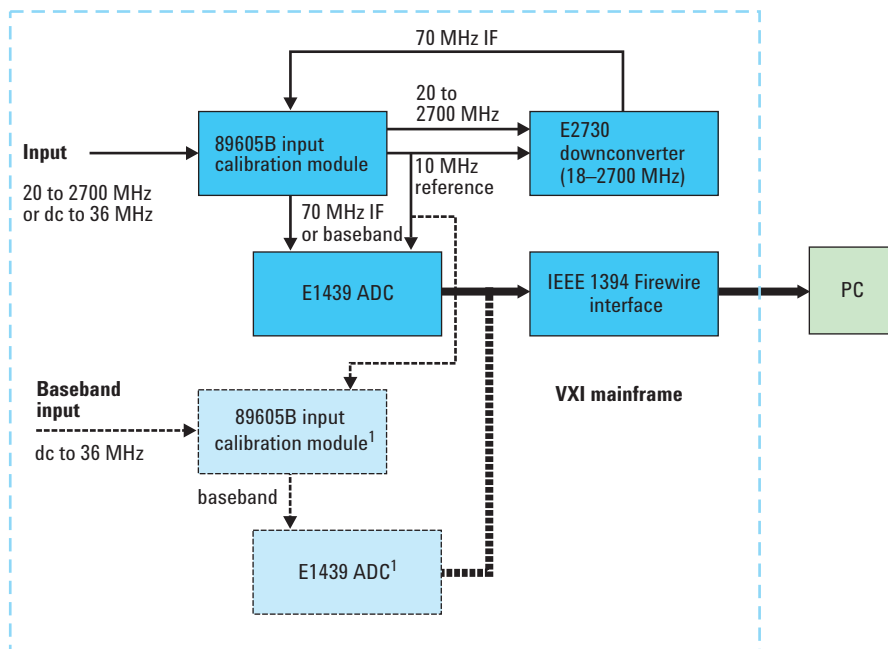 70 MHz IF
20 to
2700 MHz
89605B input
calibration module
E2730
downconverter
(18–2700 MHz)
Input
10 MHz
reference
20 to 2700 MHz
or dc to 36 MHz
70 MHz IF
or baseband
E1439 ADC
IEEE 1394 Firewire
interface
PC
Baseband
input
VXI mainframe
89605B input
calibration module¹
dc to 36 MHz
baseband
E1439 ADC¹